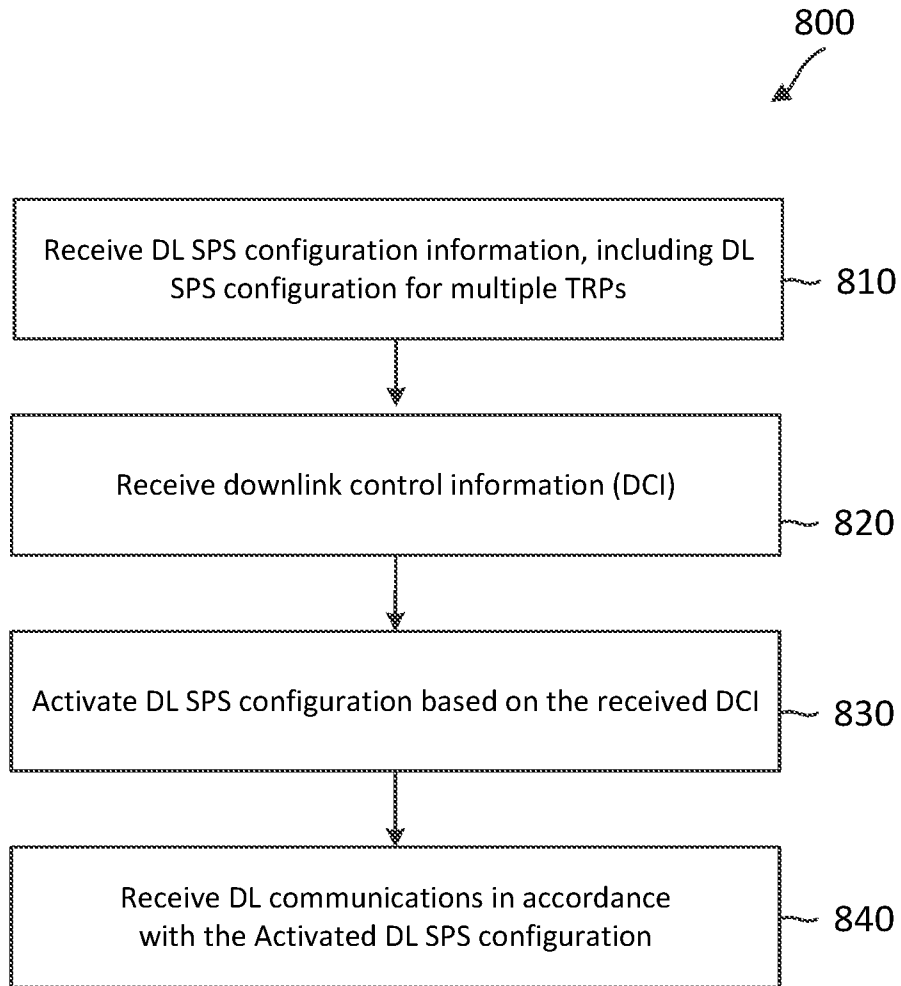 800
Receive DL SPS configuration information, including DL
SPS configuration for multiple TRPs
810
Receive downlink control information (DCI)
820
Activate DL SPS configuration based on the received DCI
830
Receive DL communications in accordance
with the Activated DL SPS configuration
840